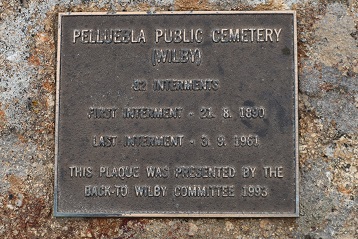 PELLUEBLA PUBLIC CEMETERY
(WILBY)
82 INTERMENTS
FIRST INTERMENT - 21. 8. 1890
LAST INTERMENT - 3. 9. 1961
THIS PLAQUE WAS PRESENTED BY THE
BACK-TO WILBY COMMITTEE 1993